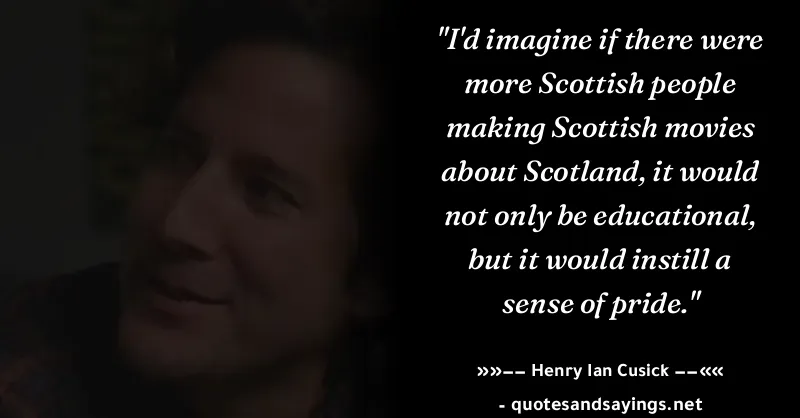 "I'd imagine if there were
more Scottish people
making Scottish movies
about Scotland, it would
not only be educational,
but it would instill a
sense of pride."
»»−− Henry Ian Cusick −−««
- quotesandsayings.net